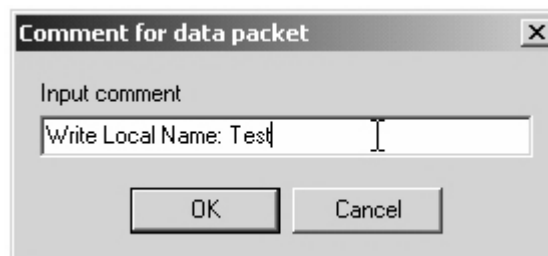 Comment for data packet
Input comment
Write Local Name: Test
OK Cancel